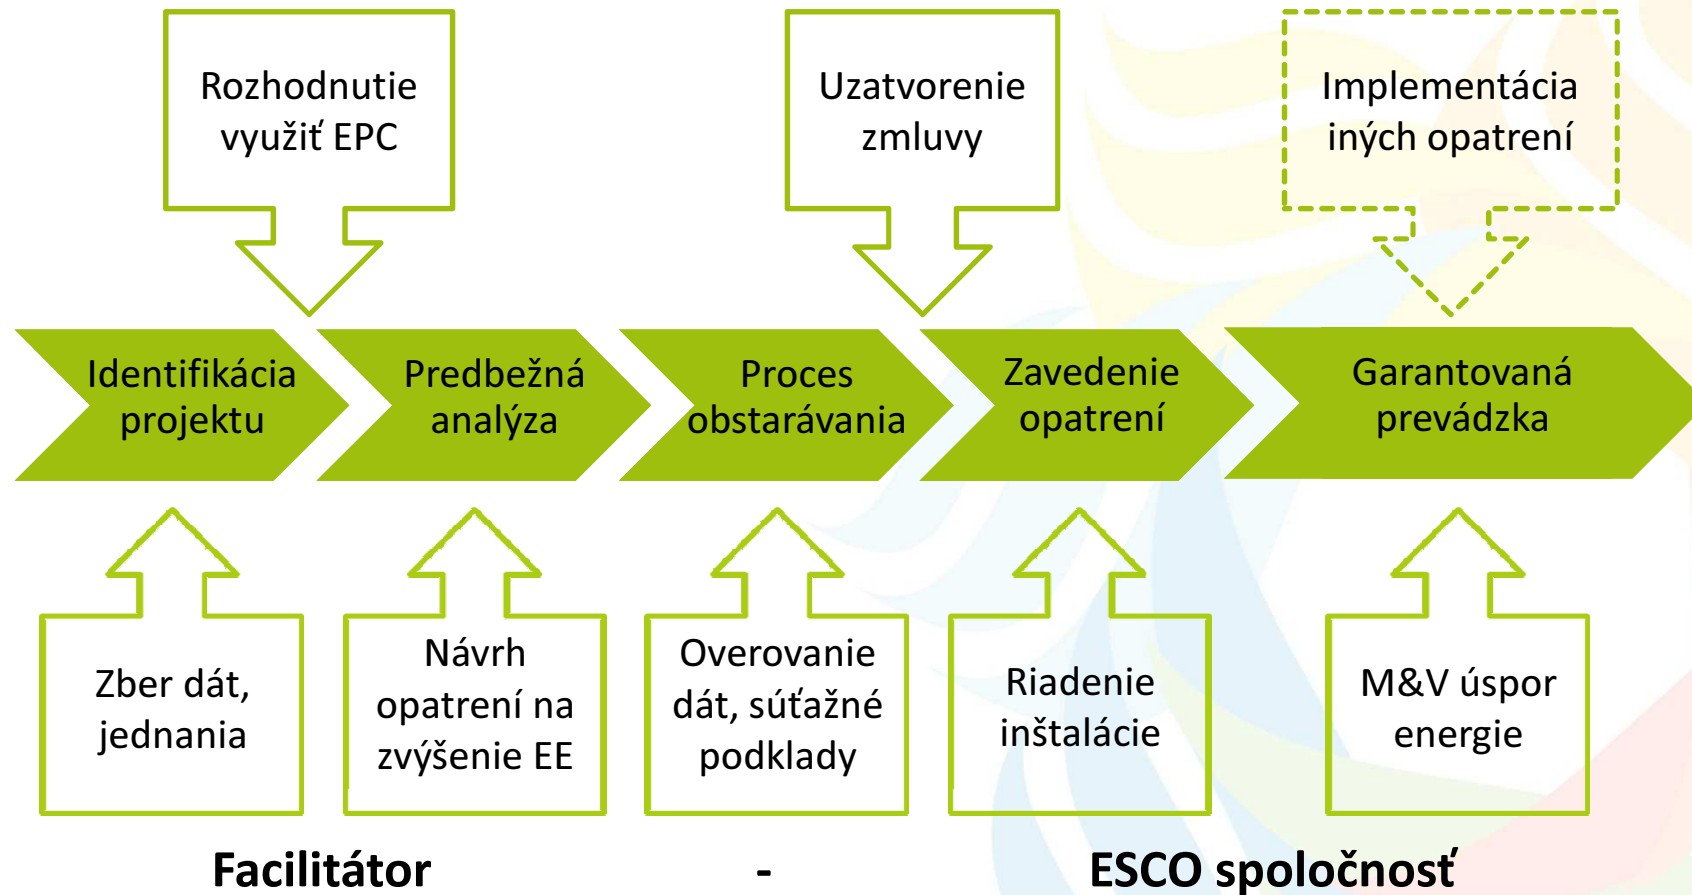 Rozhodnutie
využiť EPC
Uzatvorenie
zmluvy
Implementácia
iných opatrení
Identifikácia
projektu
Predbežná
analýza
Proces
obstarávania
Zavedenie
opatrení
Garantovaná
prevádzka
Zber dát,
jednania
Návrh
opatrení na
zvýšenie EE
Overovanie
dát, súťažné
podklady
Riadenie
inštalácie
M&V úspor
energie
Facilitátor - ESCO spoločnosť